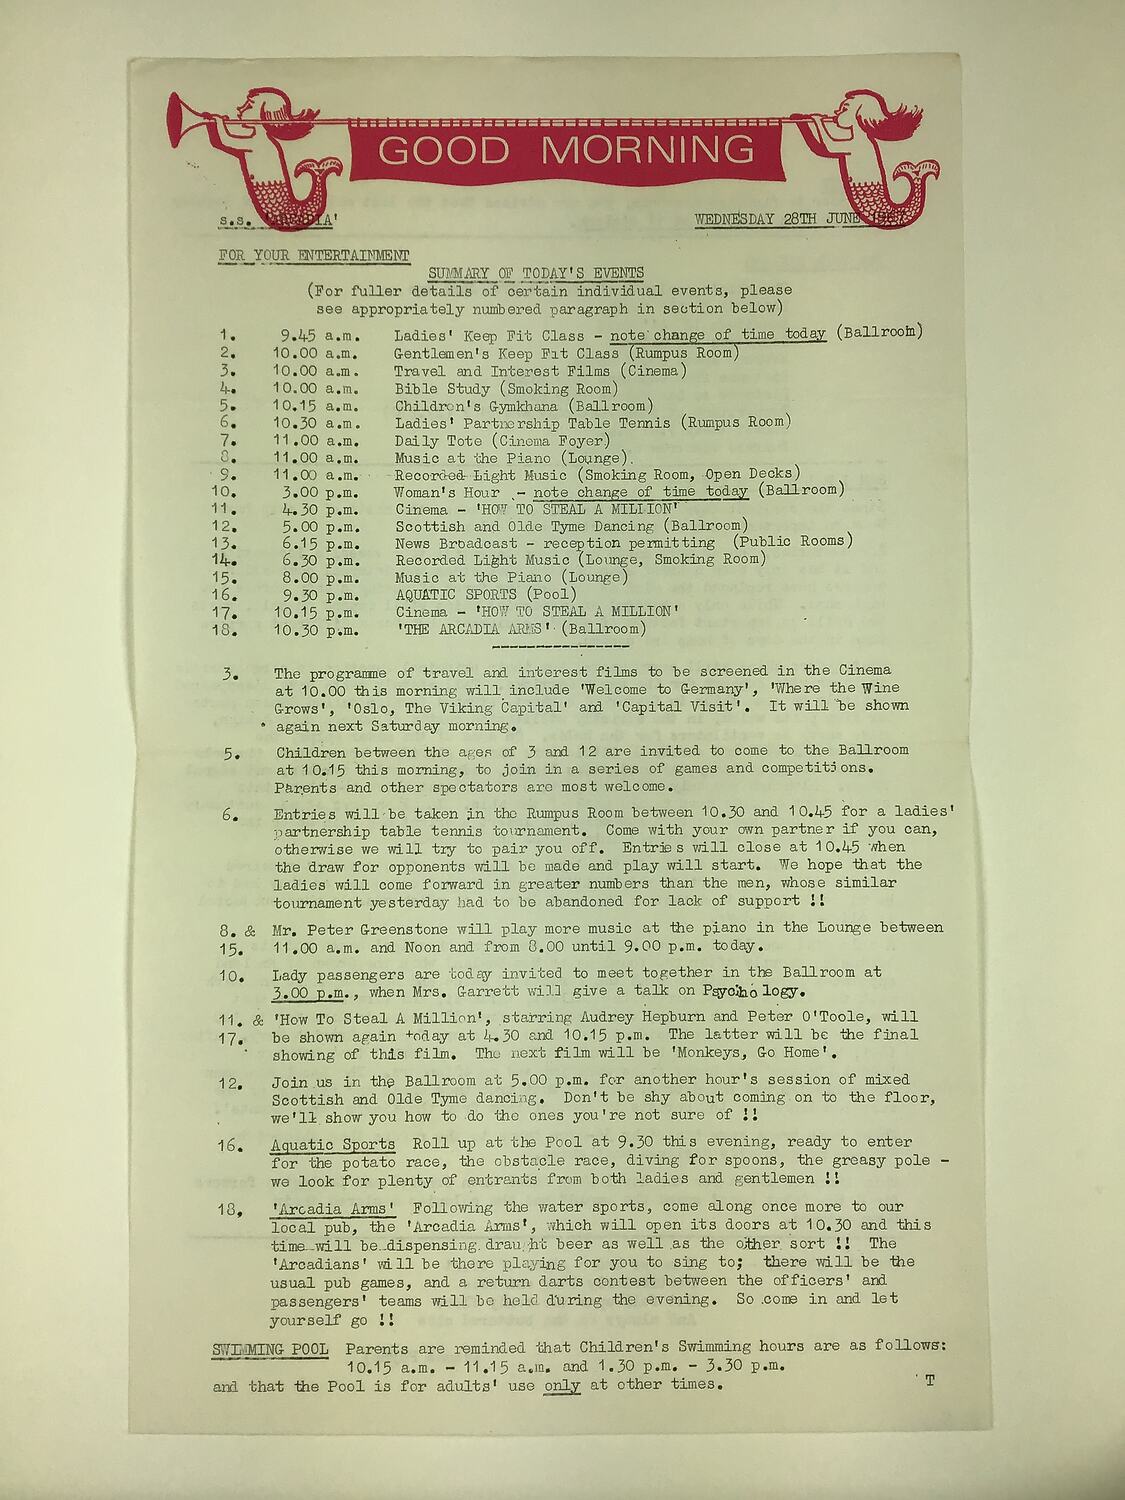 GOOD MORNING
s.s. 'ARCADIA' WEDNESDAY 28TH JUNE 1967
FOR YOUR ENTERTAINMENT
SUMMARY OF TODAY'S EVENTS
(For fuller details of certain individual events, please
see appropriately numbered paragraph in section below)
1. 9.45 a.m. Ladies' Keep Fit Class - note change of time today (Ballroom)
2. 10.00 a.m. Gentlemen's Keep Fit Class (Rumpus Room)
3. 10.00 a.m. Travel and Interest Films (Cinema)
4. 10.00 a.m. Bible Study (Smoking Room)
5. 10.15 a.m. Children's Gymkhana (Ballroom)
6. 10.30 a.m. Ladies' Partnership Table Tennis (Rumpus Room)
7. 11.00 a.m. Daily Tote (Cinema Foyer)
8. 11.00 a.m. Music at the Piano (Lounge).
9. 11.00 a.m. Recorded Light Music (Smoking Room, Open Decks)
10. 3.00 p.m. Woman's Hour - note change of time today (Ballroom)
11. 4.30 p.m. Cinema - 'HOW TO STEAL A MILLION'
12. 5.00 p.m. Scottish and Olde Tyme Dancing (Ballroom)
13. 6.15 p.m. News Broadcast - reception permitting (Public Rooms)
14. 6.30 p.m. Recorded Light Music (Lounge, Smoking Room)
15. 8.00 p.m. Music at the Piano (Lounge)
16. 9.30 p.m. AQUATIC SPORTS (Pool)
17. 10.15 p.m. Cinema - 'HOW TO STEAL A MILLION'
18. 10.30 p.m. 'THE ARCADIA ARMS' (Ballroom)
3. The programme of travel and interest films to be screened in the Cinema
at 10.00 this morning will include 'Welcome to Germany', 'Where the Wine
Grows', 'Oslo, The Viking Capital' and 'Capital Visit'. It will be shown
again next Saturday morning.
5. Children between the ages of 3 and 12 are invited to come to the Ballroom
at 10.15 this morning, to join in a series of games and competitions.
Parents and other spectators are most welcome.
6. Entries will be taken in the Rumpus Room between 10.30 and 10.45 for a ladies'
partnership table tennis tournament. Come with your own partner if you can,
otherwise we will try to pair you off. Entries will close at 10.45 when
the draw for opponents will be made and play will start. We hope that the
ladies will come forward in greater numbers than the men, whose similar
tournament yesterday had to be abandoned for lack of support !!
8. & Mr. Peter Greenstone will play more music at the piano in the Lounge between
15. 11.00 a.m. and Noon and from 8.00 until 9.00 p.m. today.
10. Lady passengers are today invited to meet together in the Ballroom at
3.00 p.m., when Mrs. Garrett will give a talk on Psychology.
11. & 'How To Steal A Million', starring Audrey Hepburn and Peter O'Toole, will
17. be shown again today at 4.30 and 10.15 p.m. The latter will be the final
showing of this film. The next film will be 'Monkeys, Go Home'.
12. Join us in the Ballroom at 5.00 p.m. for another hour's session of mixed
Scottish and Olde Tyme dancing. Don't be shy about coming on to the floor,
we'll show you how to do the ones you're not sure of !!
16. Aquatic Sports Roll up at the Pool at 9.30 this evening, ready to enter
for the potato race, the obstacle race, diving for spoons, the greasy pole -
we look for plenty of entrants from both ladies and gentlemen !!
18, 'Arcadia Arms' Following the water sports, come along once more to our
local pub, the 'Arcadia Arms', which will open its doors at 10.30 and this
time will be dispensing draught beer as well as the other sort !! The
'Arcadians' will be there playing for you to sing to; there will be the
usual pub games, and a return darts contest between the officers' and
passengers' teams will be held during the evening. So come in and let
yourself go !!
SWIMMING POOL Parents are reminded that Children's Swimming hours are as follows:
10.15 a.m. - 11.15 a.m. and 1.30 p.m. - 3.30 p.m.
and that the Pool is for adults' use only at other times.
T